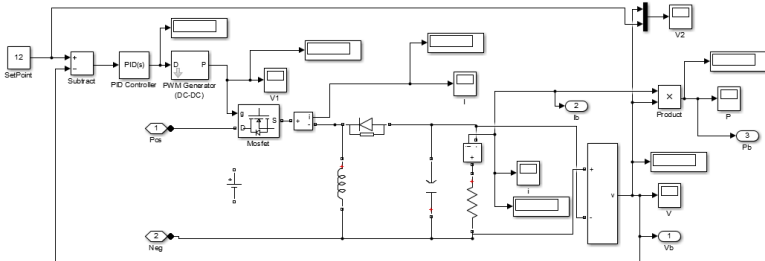 12
SetPoint
+
-
Subtract
PID(s)
PID Controller
D P
PWM Generator
(DC-DC)
V1
g
D S
Mosfet
1
Pos
+ i
-
I
+
2
Neg
i
- +
i
+
-
v
2
Ib
×
Product
P
3
Pb
V2
V
1
Vb